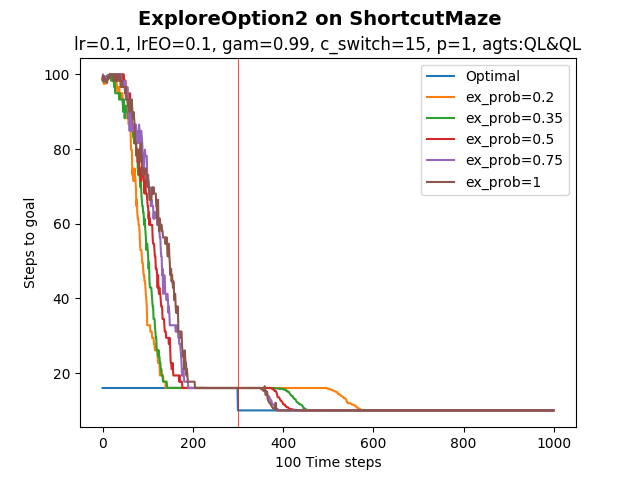 ExploreOption2 on ShortcutMaze
lr=0.1, lrEO=0.1, gam=0.99, c_switch=15, p=1, agts:QL&QL
Steps to goal
100
80
60
40
20
Optimal
ex_prob=0.2
ex_prob=0.35
ex_prob=0.5
ex_prob=0.75
ex_prob=1
0 200 400 600 800 1000
100 Time steps